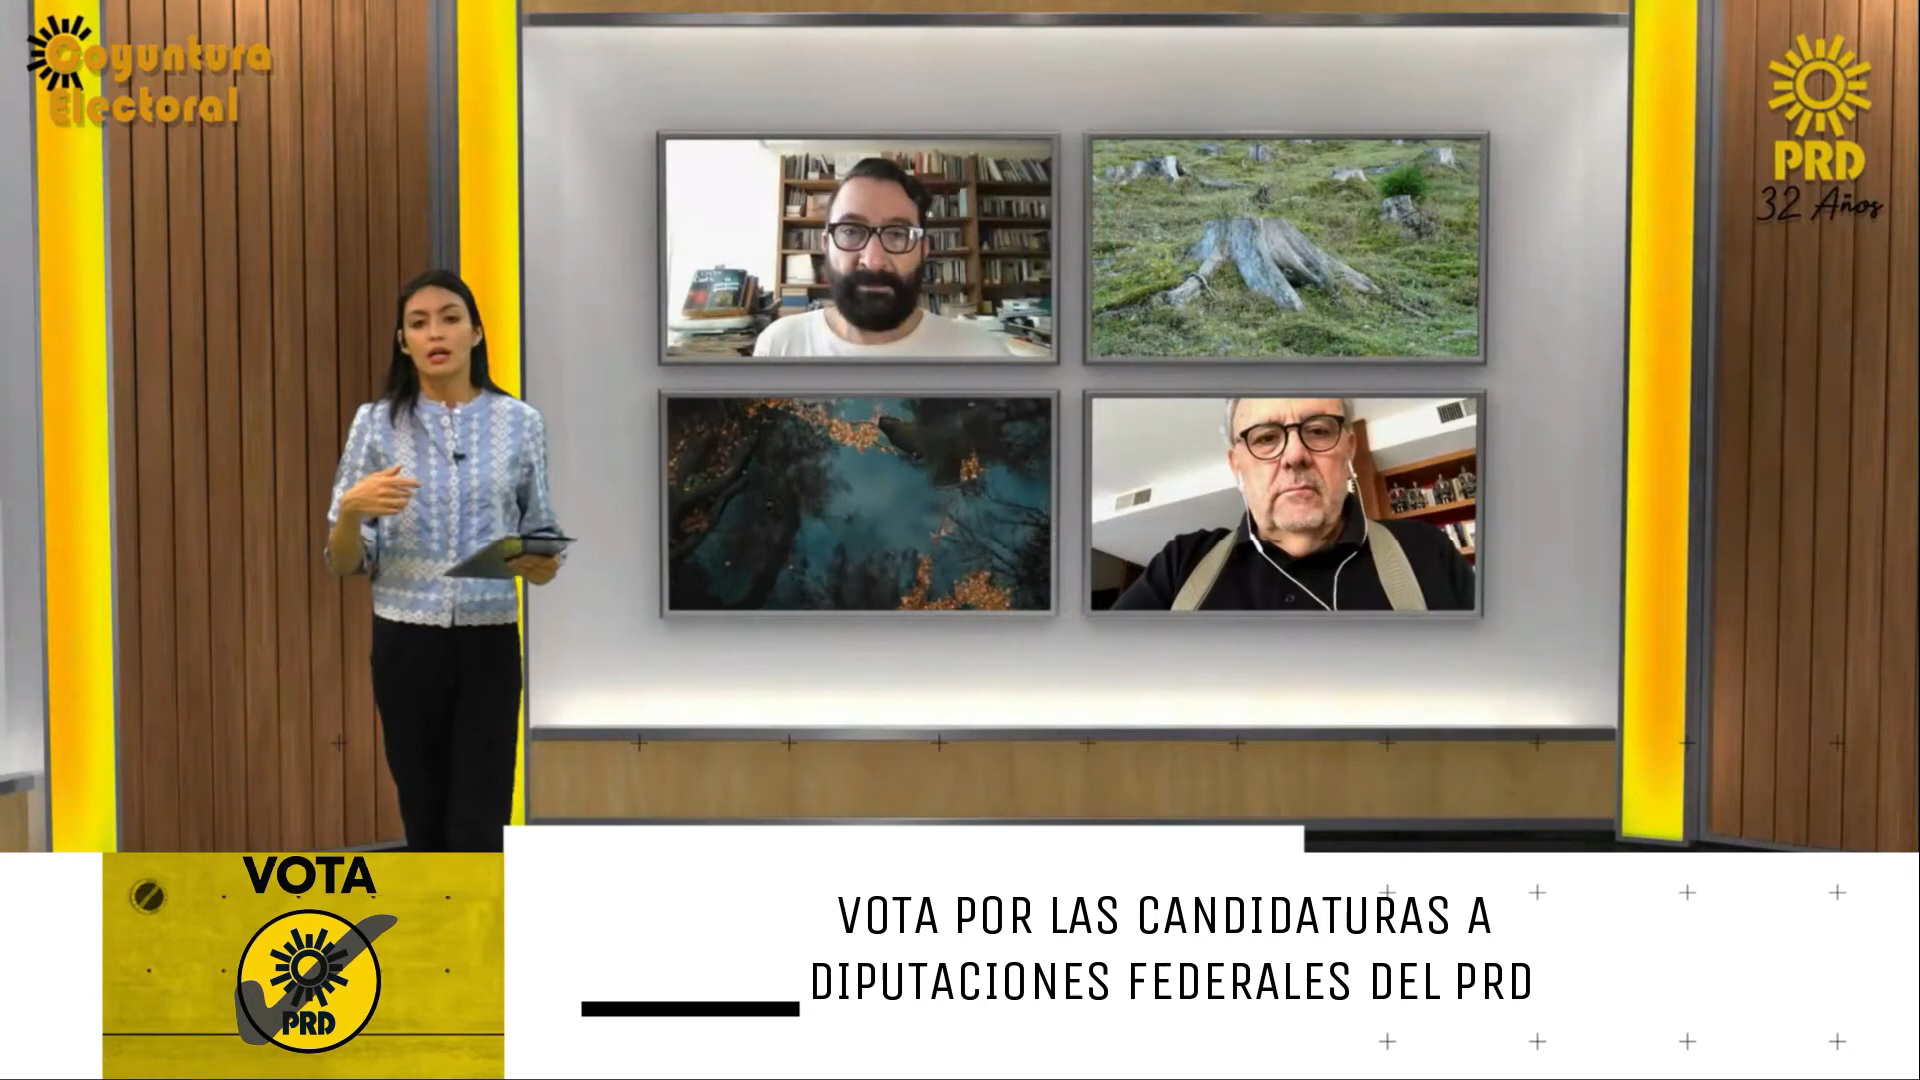 Coyuntura
Electoral
PRD
32 Años
VOTA
PRD
VOTA POR LAS CANDIDATURAS A
DIPUTACIONES FEDERALES DEL PRD